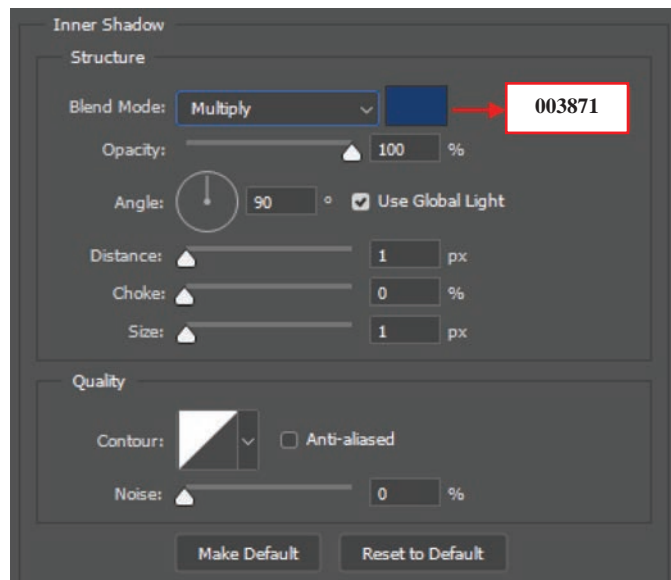 Inner Shadow
Structure
Blend Mode: Multiply 003871
Opacity: 100 %
Angle: 90 ° Use Global Light
Distance: 1 px
Choke: 0 %
Size: 1 px
Quality
Contour: Anti-aliased
Noise: 0 %
Make Default Reset to Default